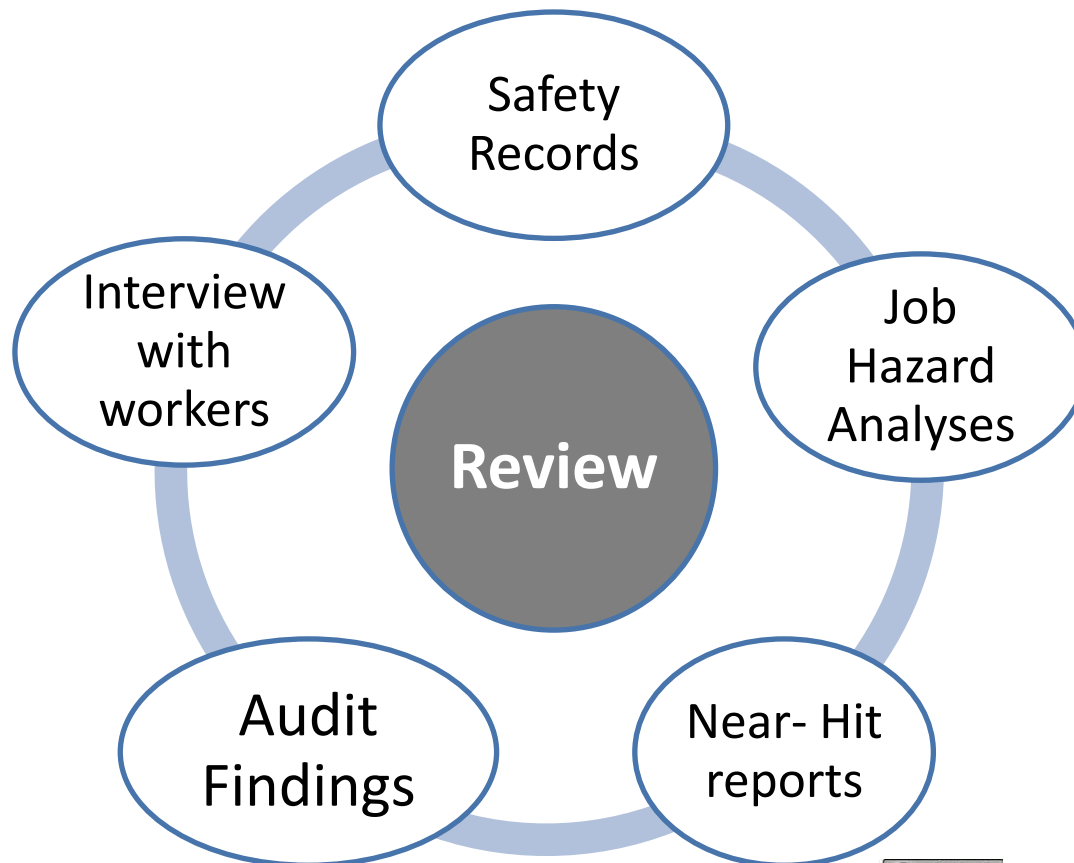 Safety
Records
Interview
with
workers
Job
Hazard
Analyses
Review
Audit
Findings
Near- Hit
reports